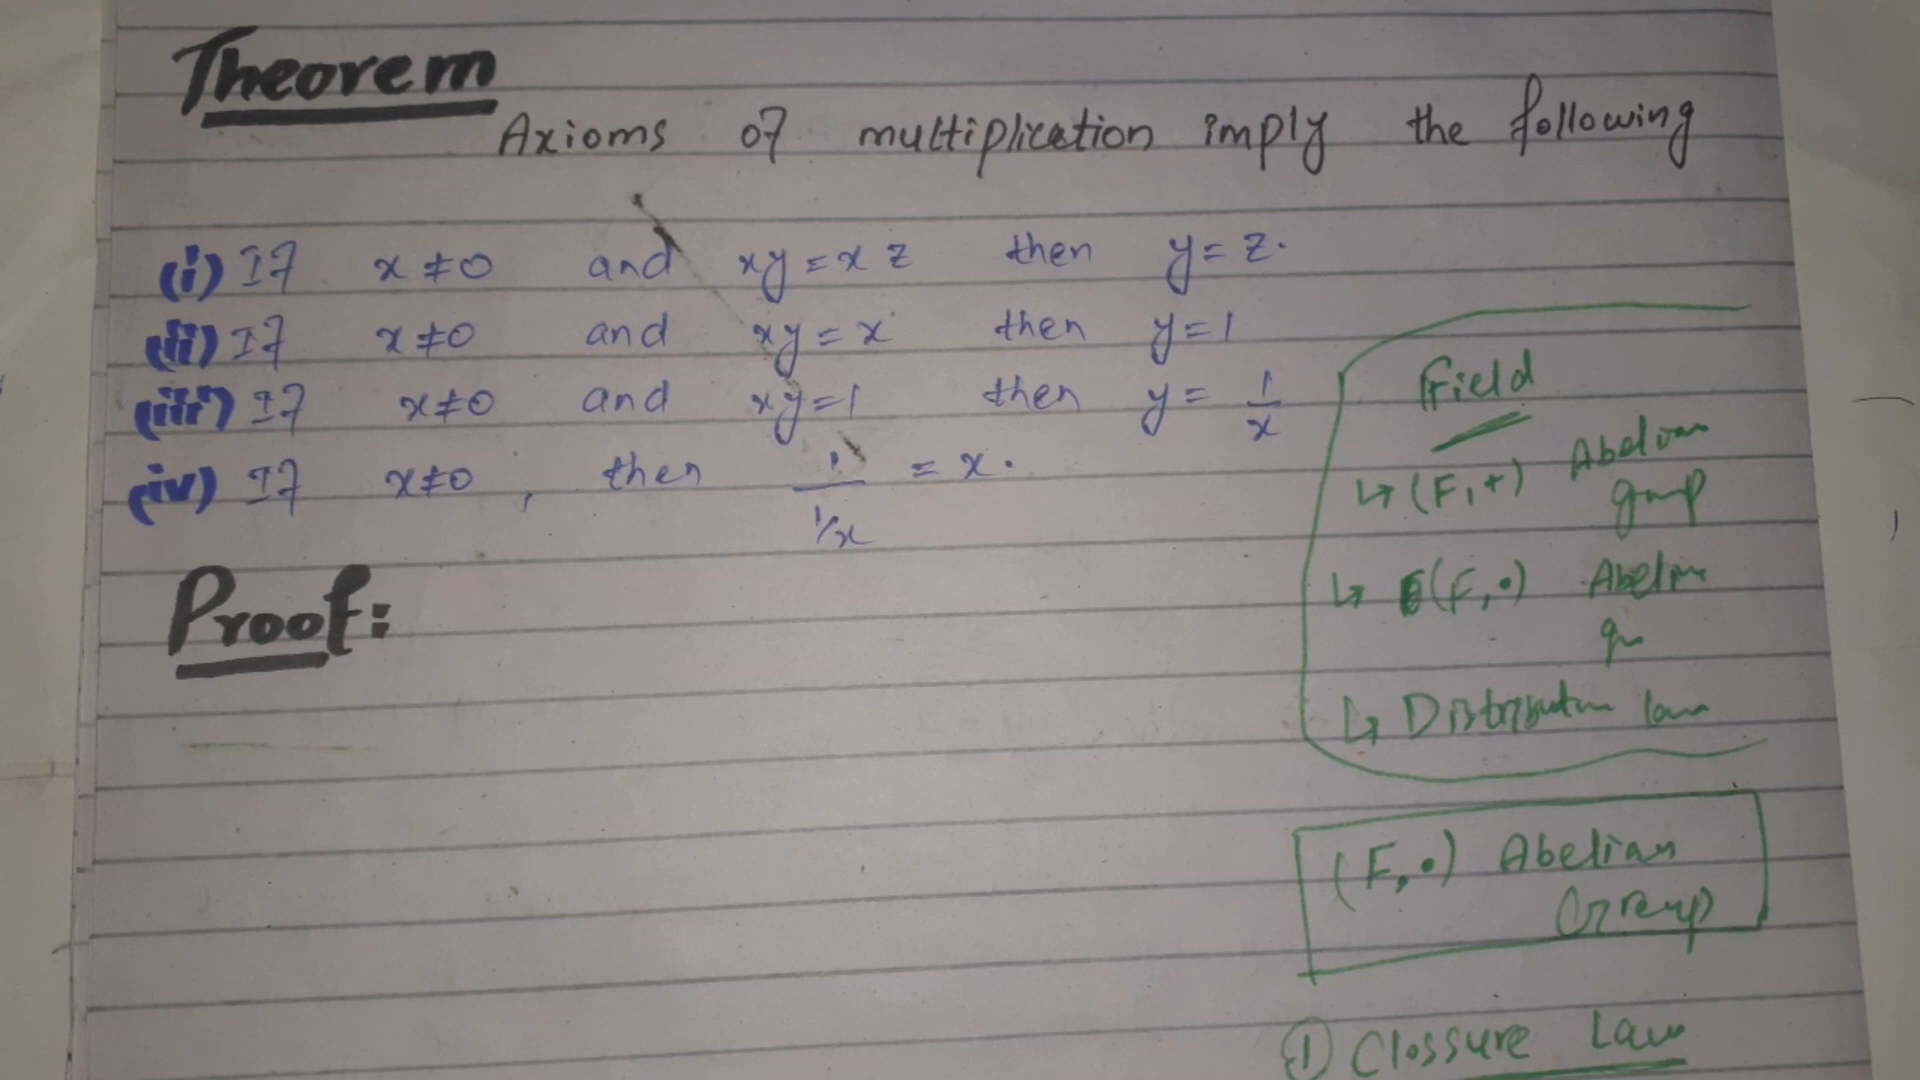 Theorem
Axioms of multiplication imply the following
(i) If x ≠ 0 and xy = x z then y = z.
(ii) If x ≠ 0 and xy = x then y = 1
(iii) If x ≠ 0 and xy = 1 then y = 1/x
(iv) If x ≠ 0 , then 1/(1/x) = x.
Proof:
Field
↳ (F,+) Abelian
group
↳ (F,•) Abelian
↳ Distributive law
(F,•) Abelian
Group
① Clossure Law